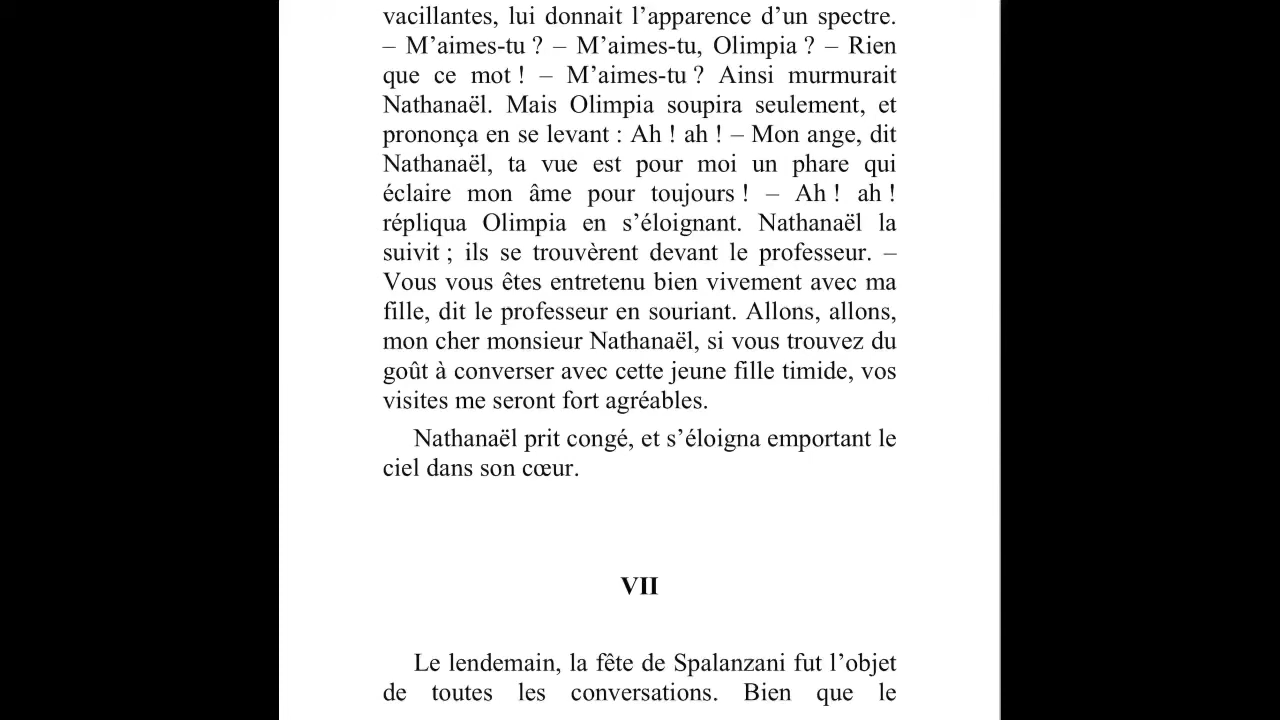 vacillantes, lui donnait l’apparence d’un spectre.
– M’aimes-tu ? – M’aimes-tu, Olimpia ? – Rien
que ce mot ! – M’aimes-tu ? Ainsi murmurait
Nathanaël. Mais Olimpia soupira seulement, et
prononça en se levant : Ah ! ah ! – Mon ange, dit
Nathanaël, ta vue est pour moi un phare qui
éclaire mon âme pour toujours ! – Ah ! ah !
répliqua Olimpia en s’éloignant. Nathanaël la
suivit ; ils se trouvèrent devant le professeur. –
Vous vous êtes entretenu bien vivement avec ma
fille, dit le professeur en souriant. Allons, allons,
mon cher monsieur Nathanaël, si vous trouvez du
goût à converser avec cette jeune fille timide, vos
visites me seront fort agréables.
Nathanaël prit congé, et s’éloigna emportant le
ciel dans son cœur.
VII
Le lendemain, la fête de Spalanzani fut l’objet
de toutes les conversations. Bien que le